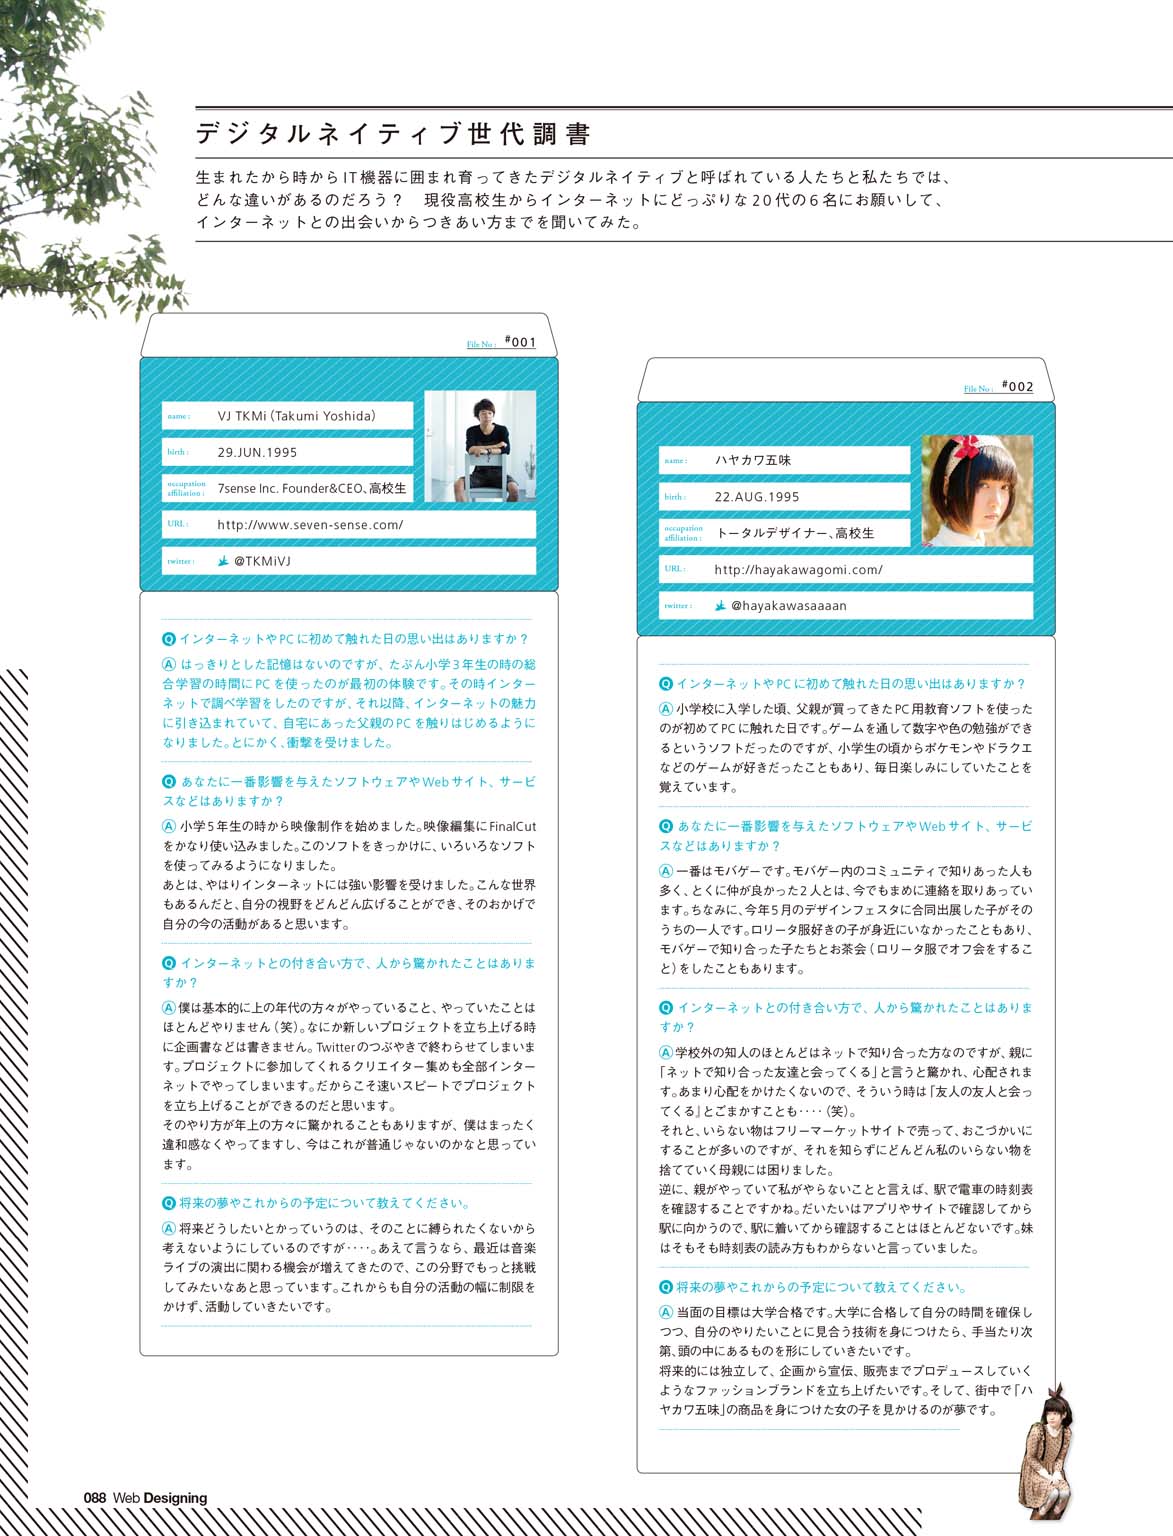 デジタルネイティブ世代調書
生まれたから時からIT機器に囲まれ育ってきたデジタルネイティブと呼ばれている人たちと私たちでは、
どんな違いがあるのだろう？　現役高校生からインターネットにどっぷりな20代の6名にお願いして、
インターネットとの出会いからつきあい方までを聞いてみた。
File No : #001
name : VJ TKMi（Takumi Yoshida）
birth : 29.JUN.1995
occupation
affiliation : 7sense Inc. Founder&CEO、高校生
URL : http://www.seven-sense.com/
twitter : @TKMiVJ
Q インターネットやPCに初めて触れた日の思い出はありますか？
A はっきりとした記憶はないのですが、たぶん小学3年生の時の総
合学習の時間にPCを使ったのが最初の体験です。その時インター
ネットで調べ学習をしたのですが、それ以降、インターネットの魅力
に引き込まれていて、自宅にあった父親のPCを触りはじめるように
なりました。とにかく、衝撃を受けました。
Q あなたに一番影響を与えたソフトウェアやWebサイト、サービ
スなどはありますか？
A 小学5年生の時から映像制作を始めました。映像編集にFinalCut
をかなり使い込みました。このソフトをきっかけに、いろいろなソフト
を使ってみるようになりました。
あとは、やはりインターネットには強い影響を受けました。こんな世界
もあるんだと、自分の視野をどんどん広げることができ、そのおかげで
自分の今の活動があると思います。
Q インターネットとの付き合い方で、人から驚かれたことはありま
すか？
A 僕は基本的に上の年代の方々がやっていること、やっていたことは
ほとんどやりません（笑）。なにか新しいプロジェクトを立ち上げる時
に企画書などは書きません。Twitterのつぶやきで終わらせてしまいま
す。プロジェクトに参加してくれるクリエイター集めも全部インター
ネットでやってしまいます。だからこそ速いスピートでプロジェクト
を立ち上げることができるのだと思います。
そのやり方が年上の方々に驚かれることもありますが、僕はまったく
違和感なくやってますし、今はこれが普通じゃないのかなと思ってい
ます。
Q 将来の夢やこれからの予定について教えてください。
A 将来どうしたいとかっていうのは、そのことに縛られたくないから
考えないようにしているのですが‥‥。あえて言うなら、最近は音楽
ライブの演出に関わる機会が増えてきたので、この分野でもっと挑戦
してみたいなあと思っています。これからも自分の活動の幅に制限を
かけず、活動していきたいです。
File No : #002
name : ハヤカワ五味
birth : 22.AUG.1995
occupation
affiliation : トータルデザイナー、高校生
URL : http://hayakawagomi.com/
twitter : @hayakawasaaaan
Q インターネットやPCに初めて触れた日の思い出はありますか？
A 小学校に入学した頃、父親が買ってきたPC用教育ソフトを使った
のが初めてPCに触れた日です。ゲームを通して数字や色の勉強ができ
るというソフトだったのですが、小学生の頃からポケモンやドラクエ
などのゲームが好きだったこともあり、毎日楽しみにしていたことを
覚えています。
Q あなたに一番影響を与えたソフトウェアやWebサイト、サービ
スなどはありますか？
A 一番はモバゲーです。モバゲー内のコミュニティで知りあった人も
多く、とくに仲が良かった2人とは、今でもまめに連絡を取りあってい
ます。ちなみに、今年5月のデザインフェスタに合同出展した子がその
うちの一人です。ロリータ服好きの子が身近にいなかったこともあり、
モバゲーで知り合った子たちとお茶会（ロリータ服でオフ会をするこ
と）をしたこともあります。
Q インターネットとの付き合い方で、人から驚かれたことはありま
すか？
A 学校外の知人のほとんどはネットで知り合った方なのですが、親に
「ネットで知り合った友達と会ってくる」と言うと驚かれ、心配されま
す。あまり心配をかけたくないので、そういう時は「友人の友人と会っ
てくる』とごまかすことも‥‥（笑）。
それと、いらない物はフリーマーケットサイトで売って、おこづかいに
することが多いのですが、それを知らずにどんどん私のいらない物を
捨てていく母親には困りました。
逆に、親がやっていて私がやらないことと言えば、駅で電車の時刻表
を確認することですかね。だいたいはアプリやサイトで確認してから
駅に向かうので、駅に着いてから確認することはほとんどないです。妹
はそもそも時刻表の読み方もわからないと言っていました。
Q 将来の夢やこれからの予定について教えてください。
A 当面の目標は大学合格です。大学に合格して自分の時間を確保し
つつ、自分のやりたいことに見合う技術を身につけたら、手当たり次
第、頭の中にあるものを形にしていきたいです。
将来的には独立して、企画から宣伝、販売までプロデュースしていく
ようなファッションブランドを立ち上げたいです。そして、街中で「ハ
ヤカワ五味」の商品を身につけた女の子を見かけるのが夢です。
088 Web Designing